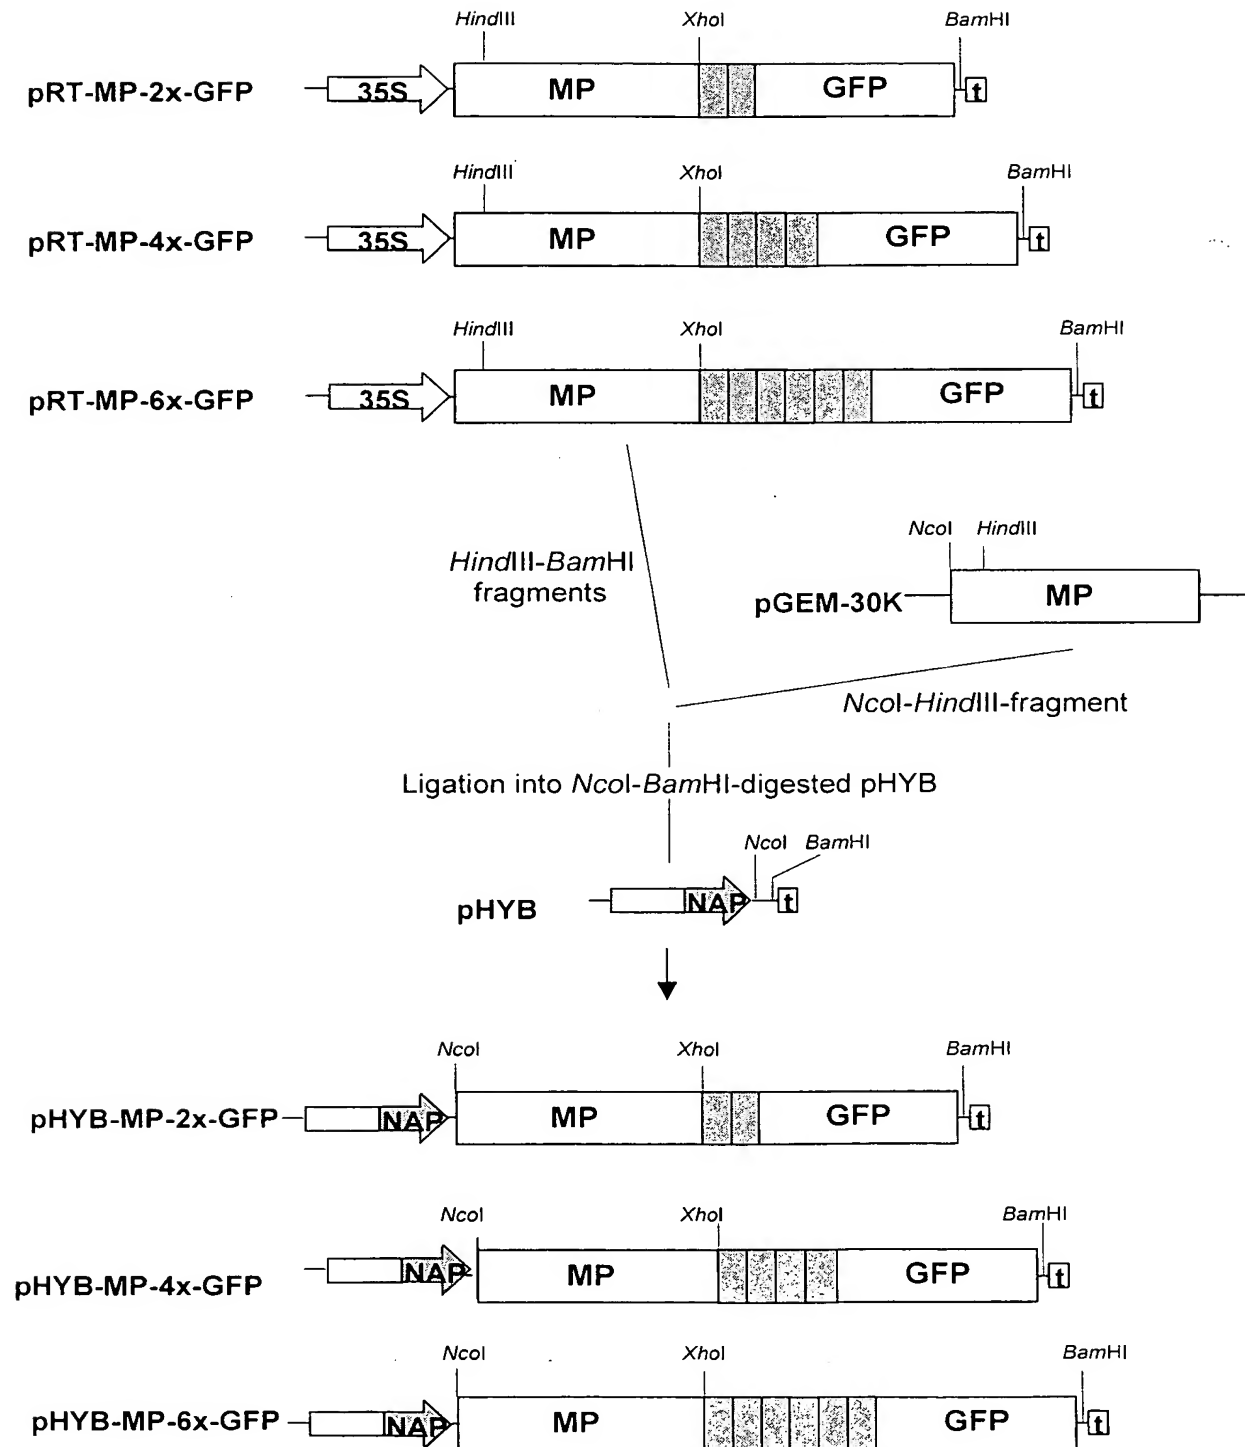 HindIII XhoI BamHI
pRT-MP-2x-GFP 35S MP GFP t
HindIII XhoI BamHI
pRT-MP-4x-GFP 35S MP GFP t
HindIII XhoI BamHI
pRT-MP-6x-GFP 35S MP GFP t
HindIII-BamHI
fragments
NcoI HindIII
pGEM-30K MP
NcoI-HindIII-fragment
Ligation into NcoI-BamHI-digested pHYB
NcoI BamHI
pHYB NAP t
NcoI XhoI BamHI
pHYB-MP-2x-GFP NAP MP GFP t
NcoI XhoI BamHI
pHYB-MP-4x-GFP NAP MP GFP t
NcoI XhoI BamHI
pHYB-MP-6x-GFP NAP MP GFP t